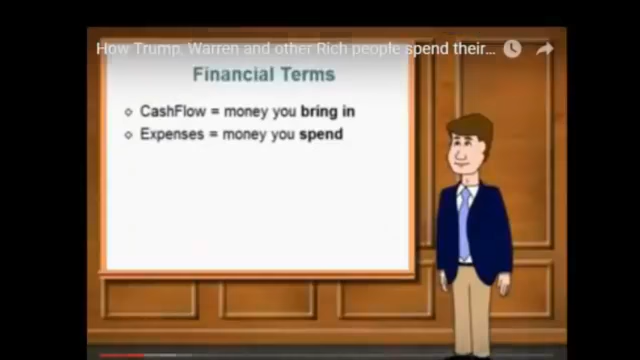 How Trump, Warren and other Rich people spend their...
Financial Terms
◇ CashFlow = money you bring in
◇ Expenses = money you spend